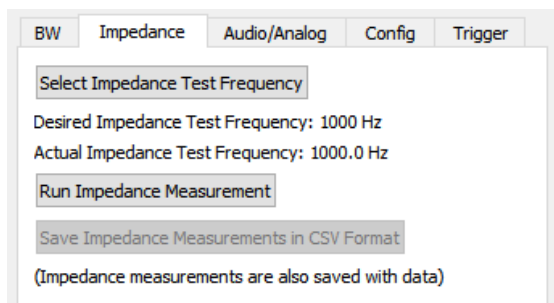 BW Impedance Audio/Analog Config Trigger
Select Impedance Test Frequency
Desired Impedance Test Frequency: 1000 Hz
Actual Impedance Test Frequency: 1000.0 Hz
Run Impedance Measurement
Save Impedance Measurements in CSV Format
(Impedance measurements are also saved with data)